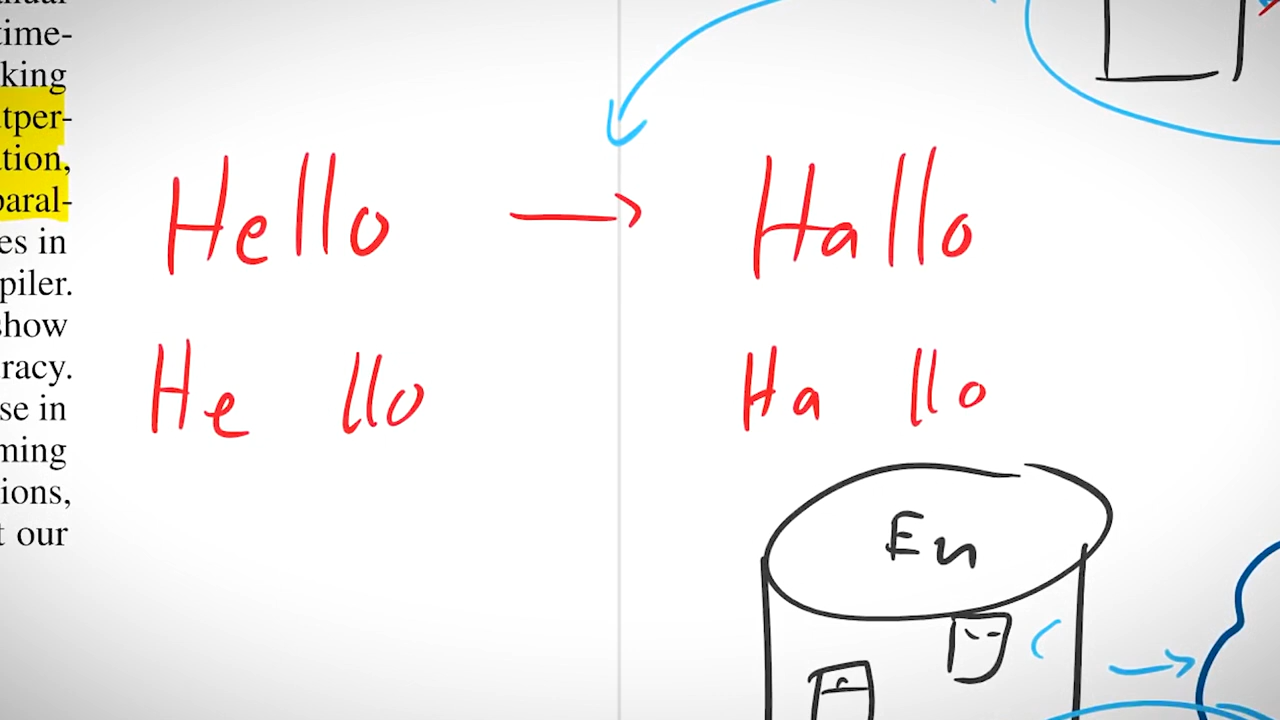 time-
king
tper-
tion,
paral-
es in
piler.
show
racy.
se in
ming
ions,
t our
Hello → Hallo
He llo Ha llo
En